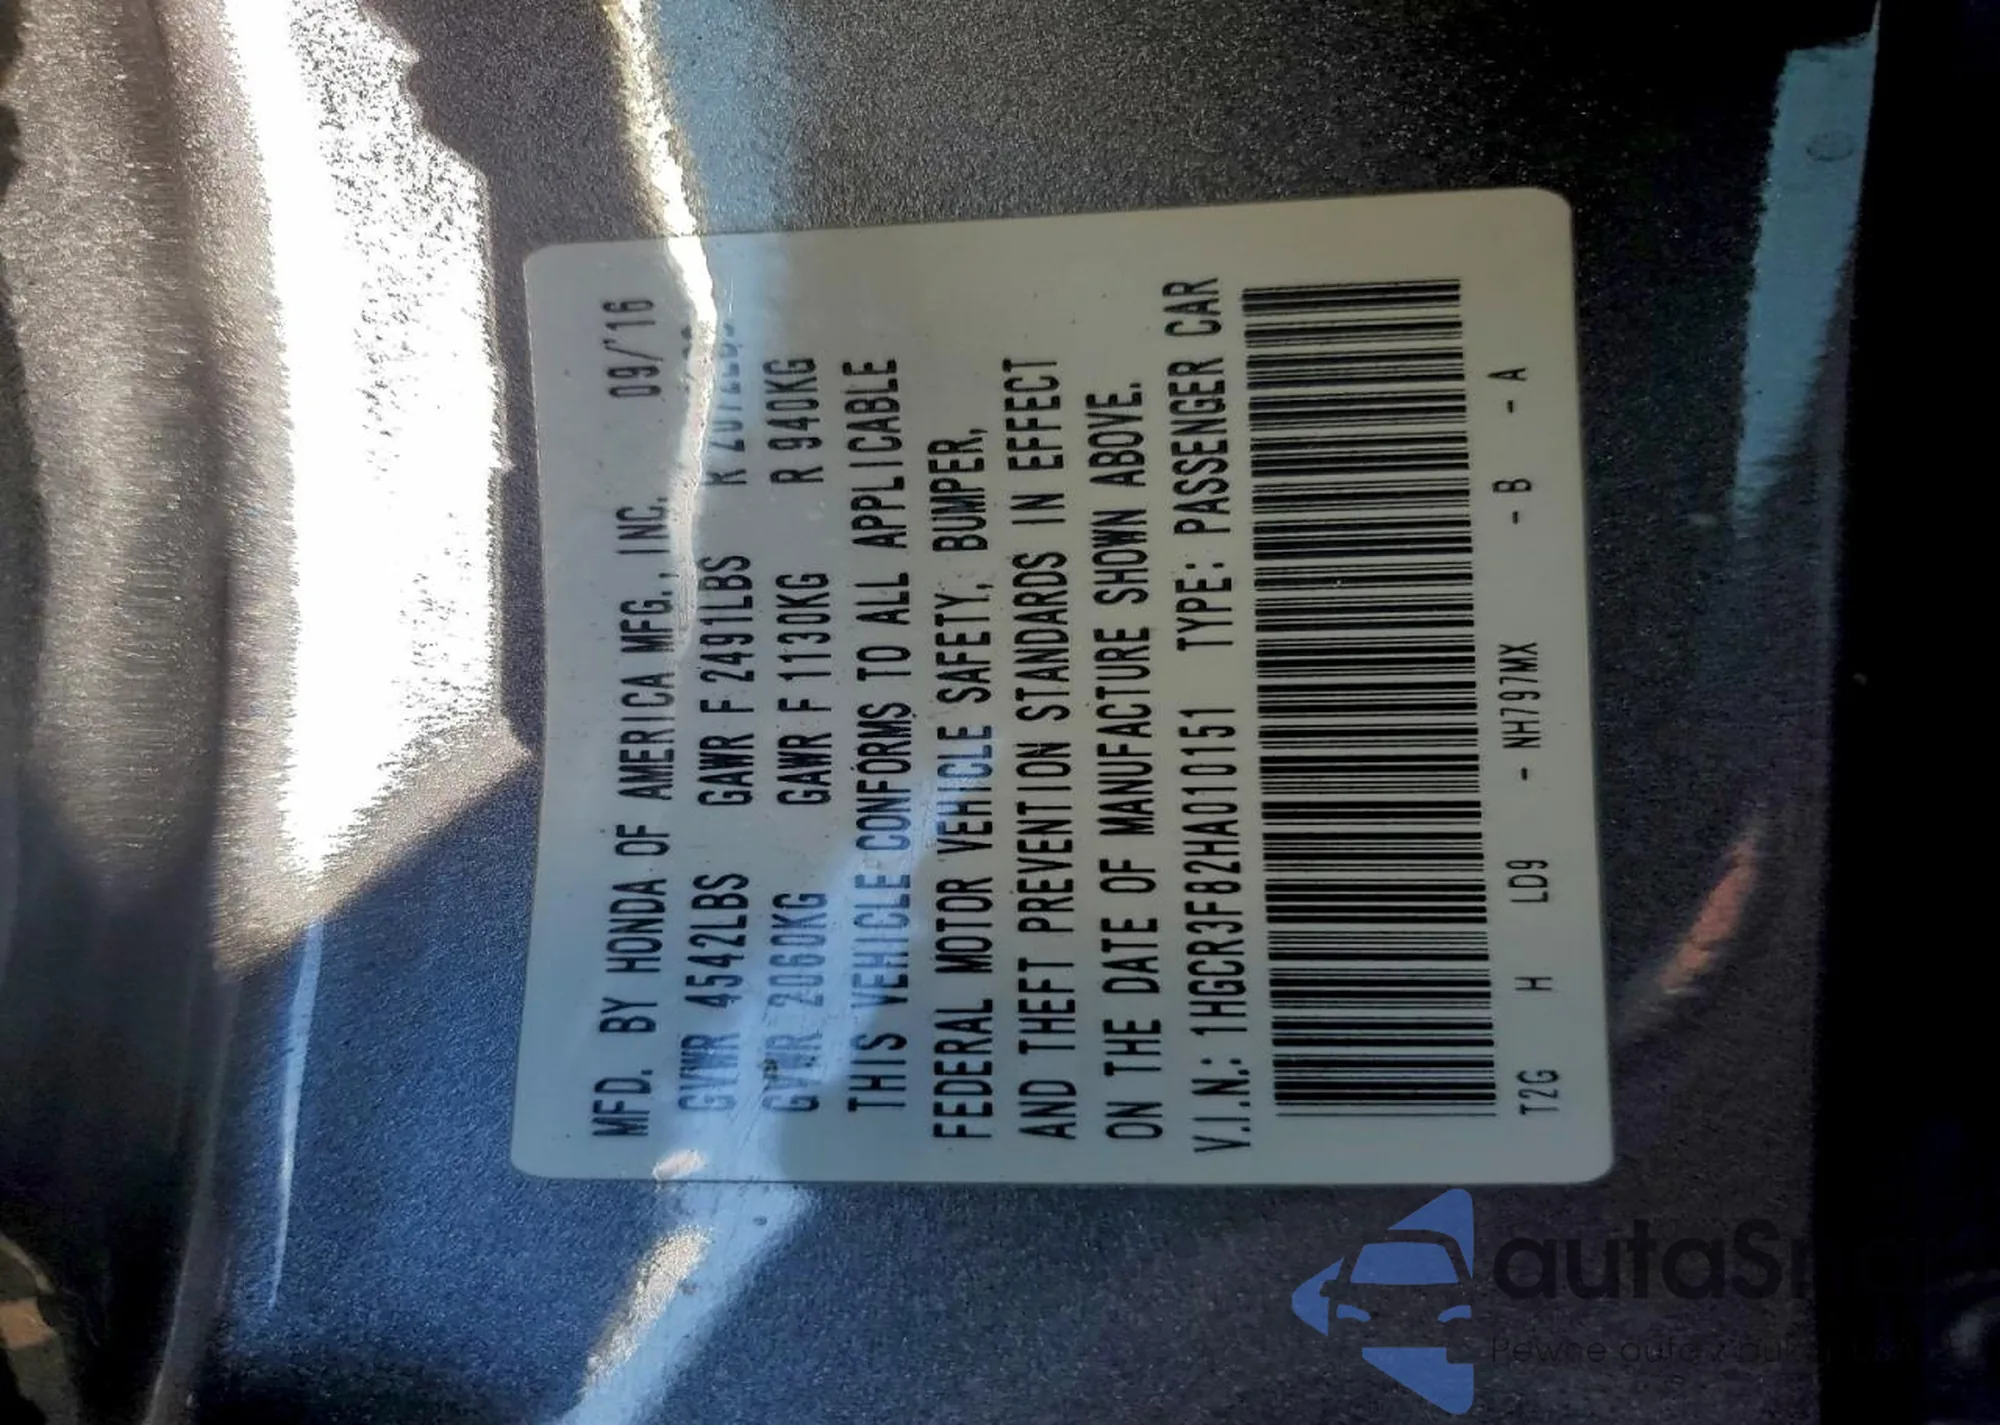 MFD. BY HONDA OF AMERICA MFG., INC. 09/'16
GVWR 4542LBS GAWR F 2491LBS R
GVWR 2060KG GAWR F 1130KG R 940KG
THIS VEHICLE CONFORMS TO ALL APPLICABLE
FEDERAL MOTOR VEHICLE SAFETY, BUMPER,
AND THEFT PREVENTION STANDARDS IN EFFECT
ON THE DATE OF MANUFACTURE SHOWN ABOVE.
V.I.N.: 1HGCR3F82HA010151 TYPE: PASSENGER CAR
T2G H LD9 - NH797MX - B - A
Pewne auto z